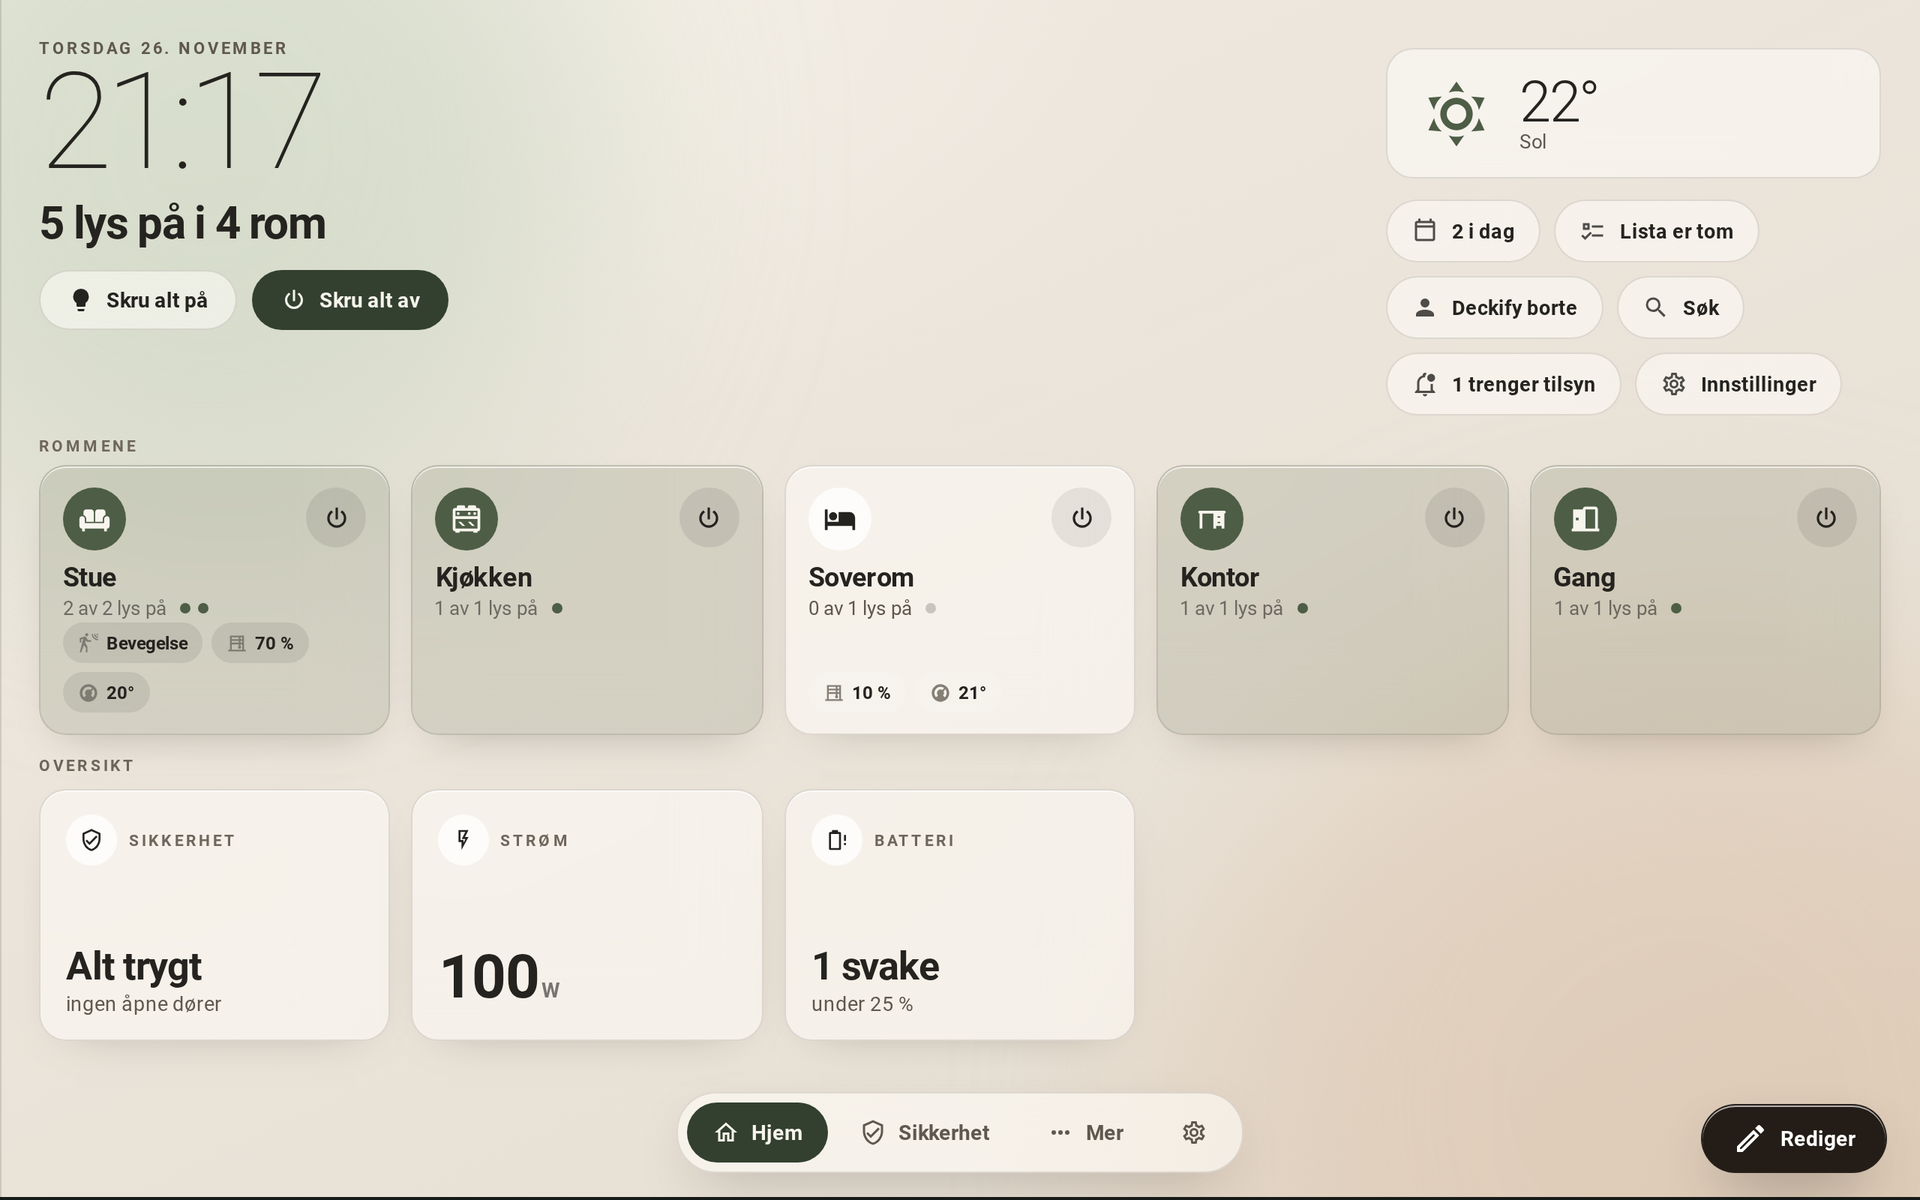 TORSDAG 26. NOVEMBER
21:17
5 lys på i 4 rom
Skru alt på
Skru alt av
22°
Sol
2 i dag
Lista er tom
Deckify borte
Søk
1 trenger tilsyn
Innstillinger
ROMMENE
Stue
2 av 2 lys på
Bevegelse
70 %
20°
Kjøkken
1 av 1 lys på
Soverom
0 av 1 lys på
10 %
21°
Kontor
1 av 1 lys på
Gang
1 av 1 lys på
OVERSIKT
SIKKERHET
Alt trygt
ingen åpne dører
STRØM
100 W
BATTERI
1 svake
under 25 %
Hjem
Sikkerhet
Mer
Rediger